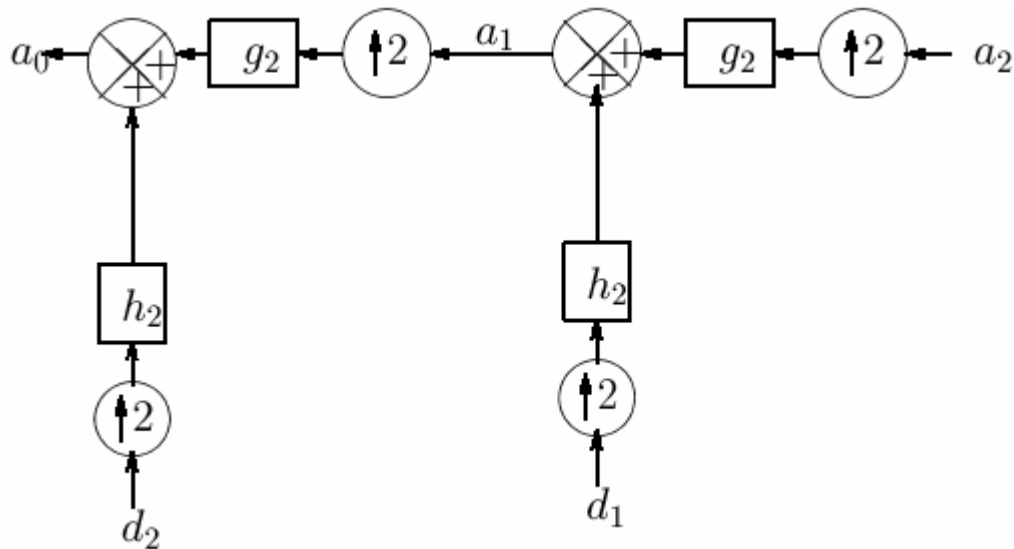 a₀ + + g₂ ↑2 a₁ + + g₂ ↑2 a₂
h₂ h₂
↑2 ↑2
d₂ d₁